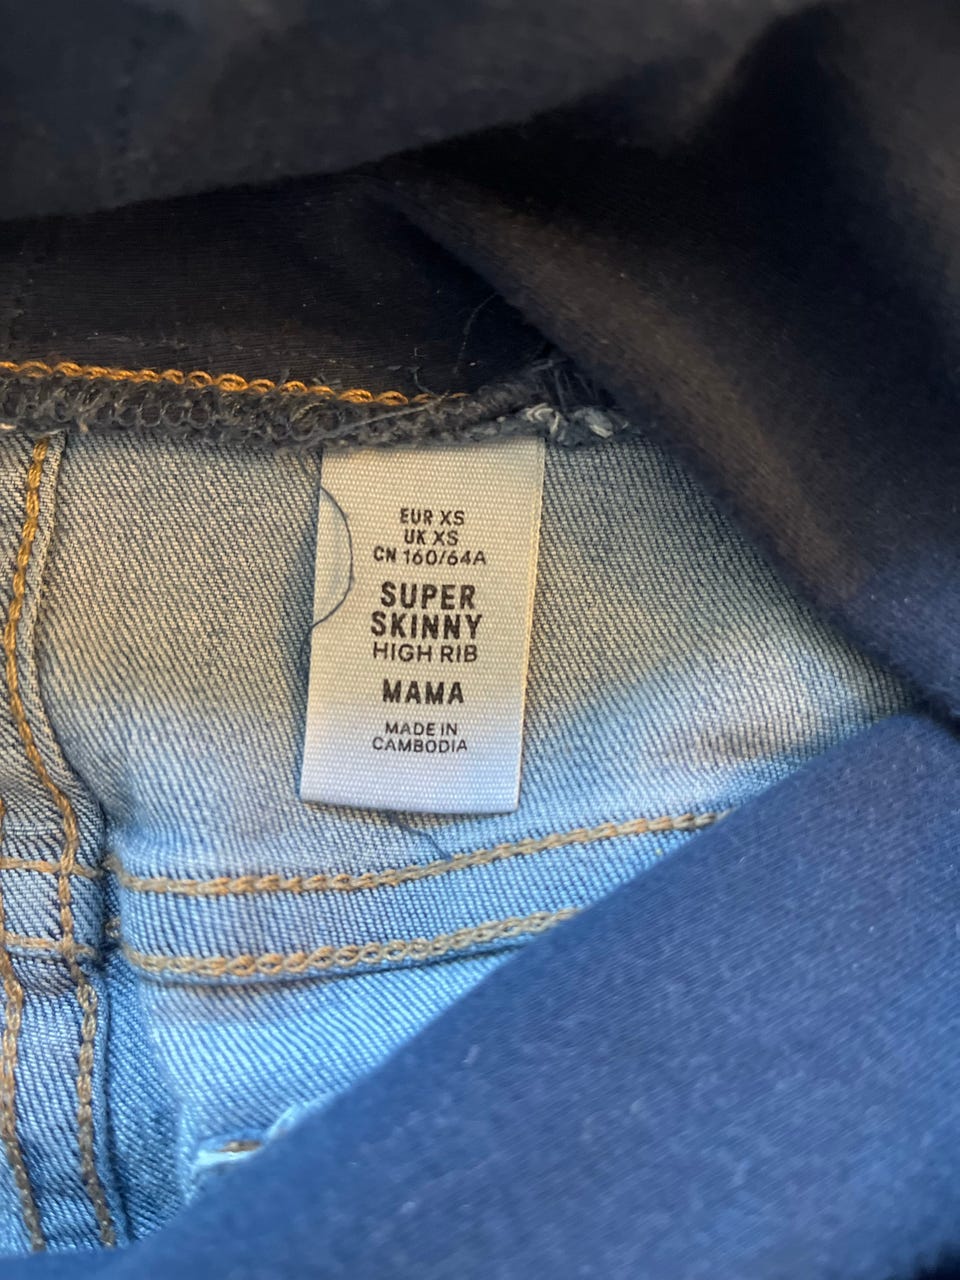 EUR XS
UK XS
CN 160/64A
SUPER
SKINNY
HIGH RIB
MAMA
MADE IN
CAMBODIA